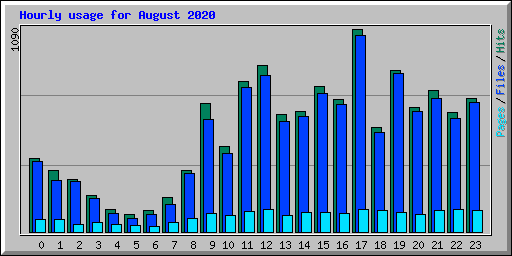 Hourly usage for August 2020
1090
Pages/Files/Hits
0 1 2 3 4 5 6 7 8 9 10 11 12 13 14 15 16 17 18 19 20 21 22 23